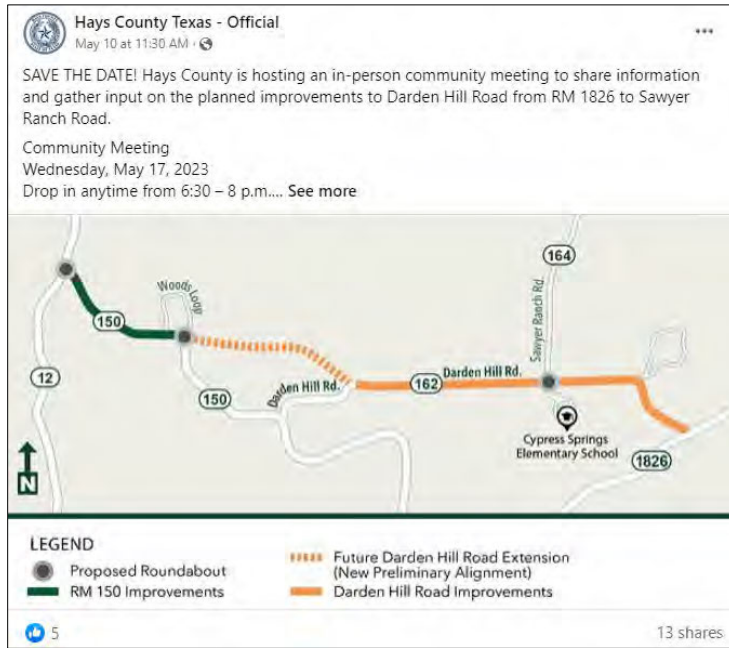 Hays County Texas - Official
May 10 at 11:30 AM ·
SAVE THE DATE! Hays County is hosting an in-person community meeting to share information
and gather input on the planned improvements to Darden Hill Road from RM 1826 to Sawyer
Ranch Road.
Community Meeting
Wednesday, May 17, 2023
Drop in anytime from 6:30 – 8 p.m.... See more
164
Woods Loop
Sawyer Ranch Rd.
150
12
150
Darden Hill Rd.
162
Darden Hill Rd.
Cypress Springs
Elementary School
1826
N
LEGEND
Proposed Roundabout
RM 150 Improvements
Future Darden Hill Road Extension
(New Preliminary Alignment)
Darden Hill Road Improvements
5
13 shares